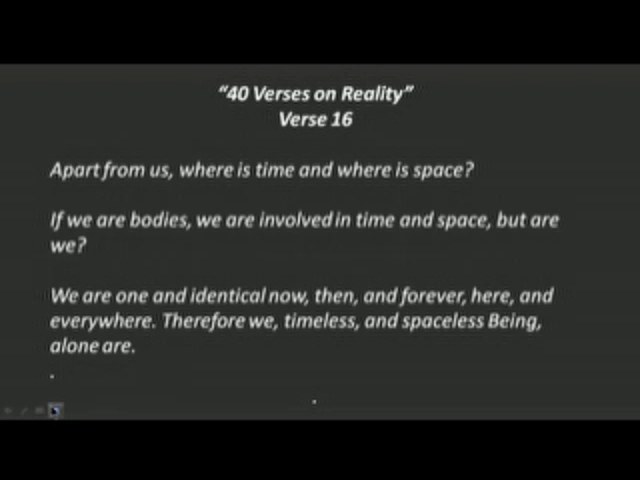 “40 Verses on Reality”
Verse 16
Apart from us, where is time and where is space?
If we are bodies, we are involved in time and space, but are
we?
We are one and identical now, then, and forever, here, and
everywhere. Therefore we, timeless, and spaceless Being,
alone are.
.
.